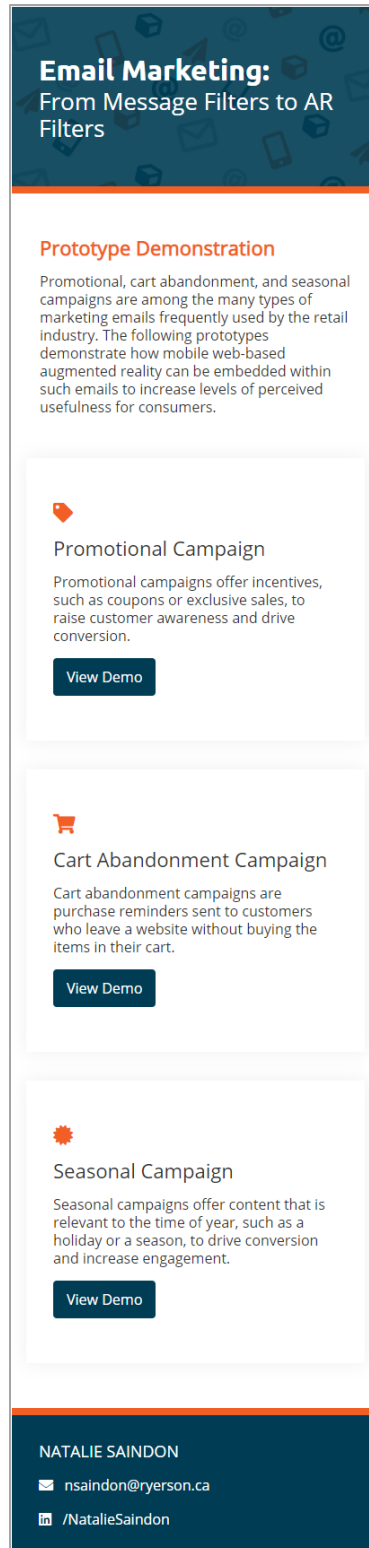 Email Marketing:
From Message Filters to AR
Filters
Prototype Demonstration
Promotional, cart abandonment, and seasonal
campaigns are among the many types of
marketing emails frequently used by the retail
industry. The following prototypes
demonstrate how mobile web-based
augmented reality can be embedded within
such emails to increase levels of perceived
usefulness for consumers.
Promotional Campaign
Promotional campaigns offer incentives,
such as coupons or exclusive sales, to
raise customer awareness and drive
conversion.
View Demo
Cart Abandonment Campaign
Cart abandonment campaigns are
purchase reminders sent to customers
who leave a website without buying the
items in their cart.
View Demo
Seasonal Campaign
Seasonal campaigns offer content that is
relevant to the time of year, such as a
holiday or a season, to drive conversion
and increase engagement.
View Demo
NATALIE SAINDON
nsaindon@ryerson.ca
/NatalieSaindon